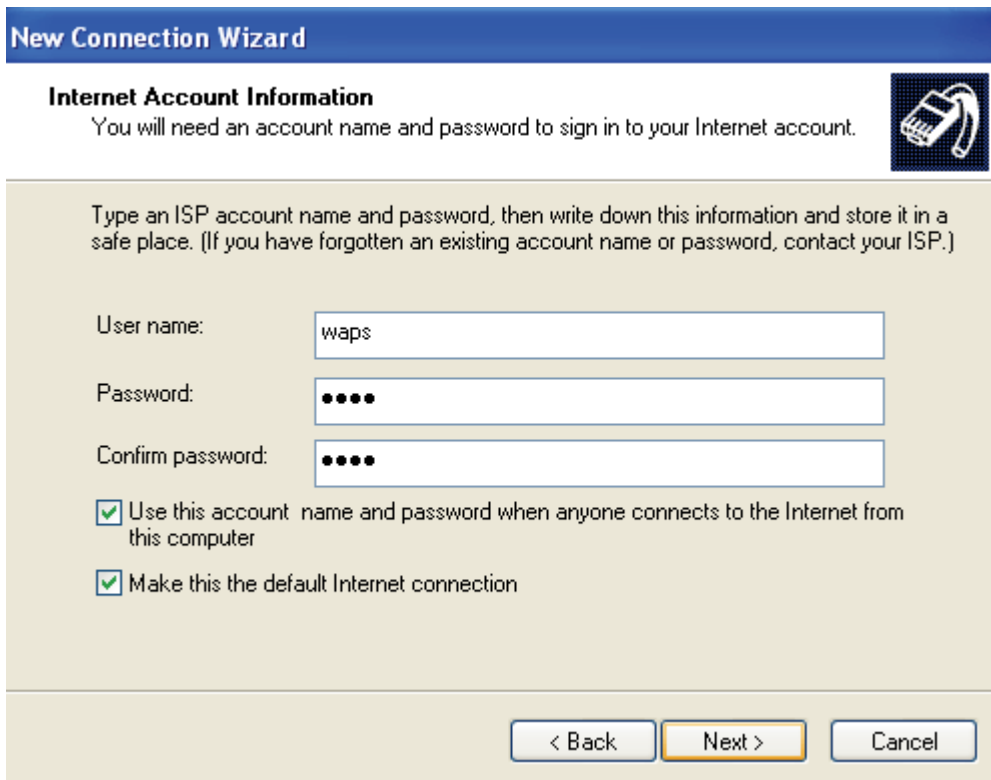 New Connection Wizard
Internet Account Information
You will need an account name and password to sign in to your Internet account.
Type an ISP account name and password, then write down this information and store it in a
safe place. (If you have forgotten an existing account name or password, contact your ISP.)
User name:
waps
Password:
••••
Confirm password:
••••
Use this account name and password when anyone connects to the Internet from
this computer
Make this the default Internet connection
< Back
Next >
Cancel